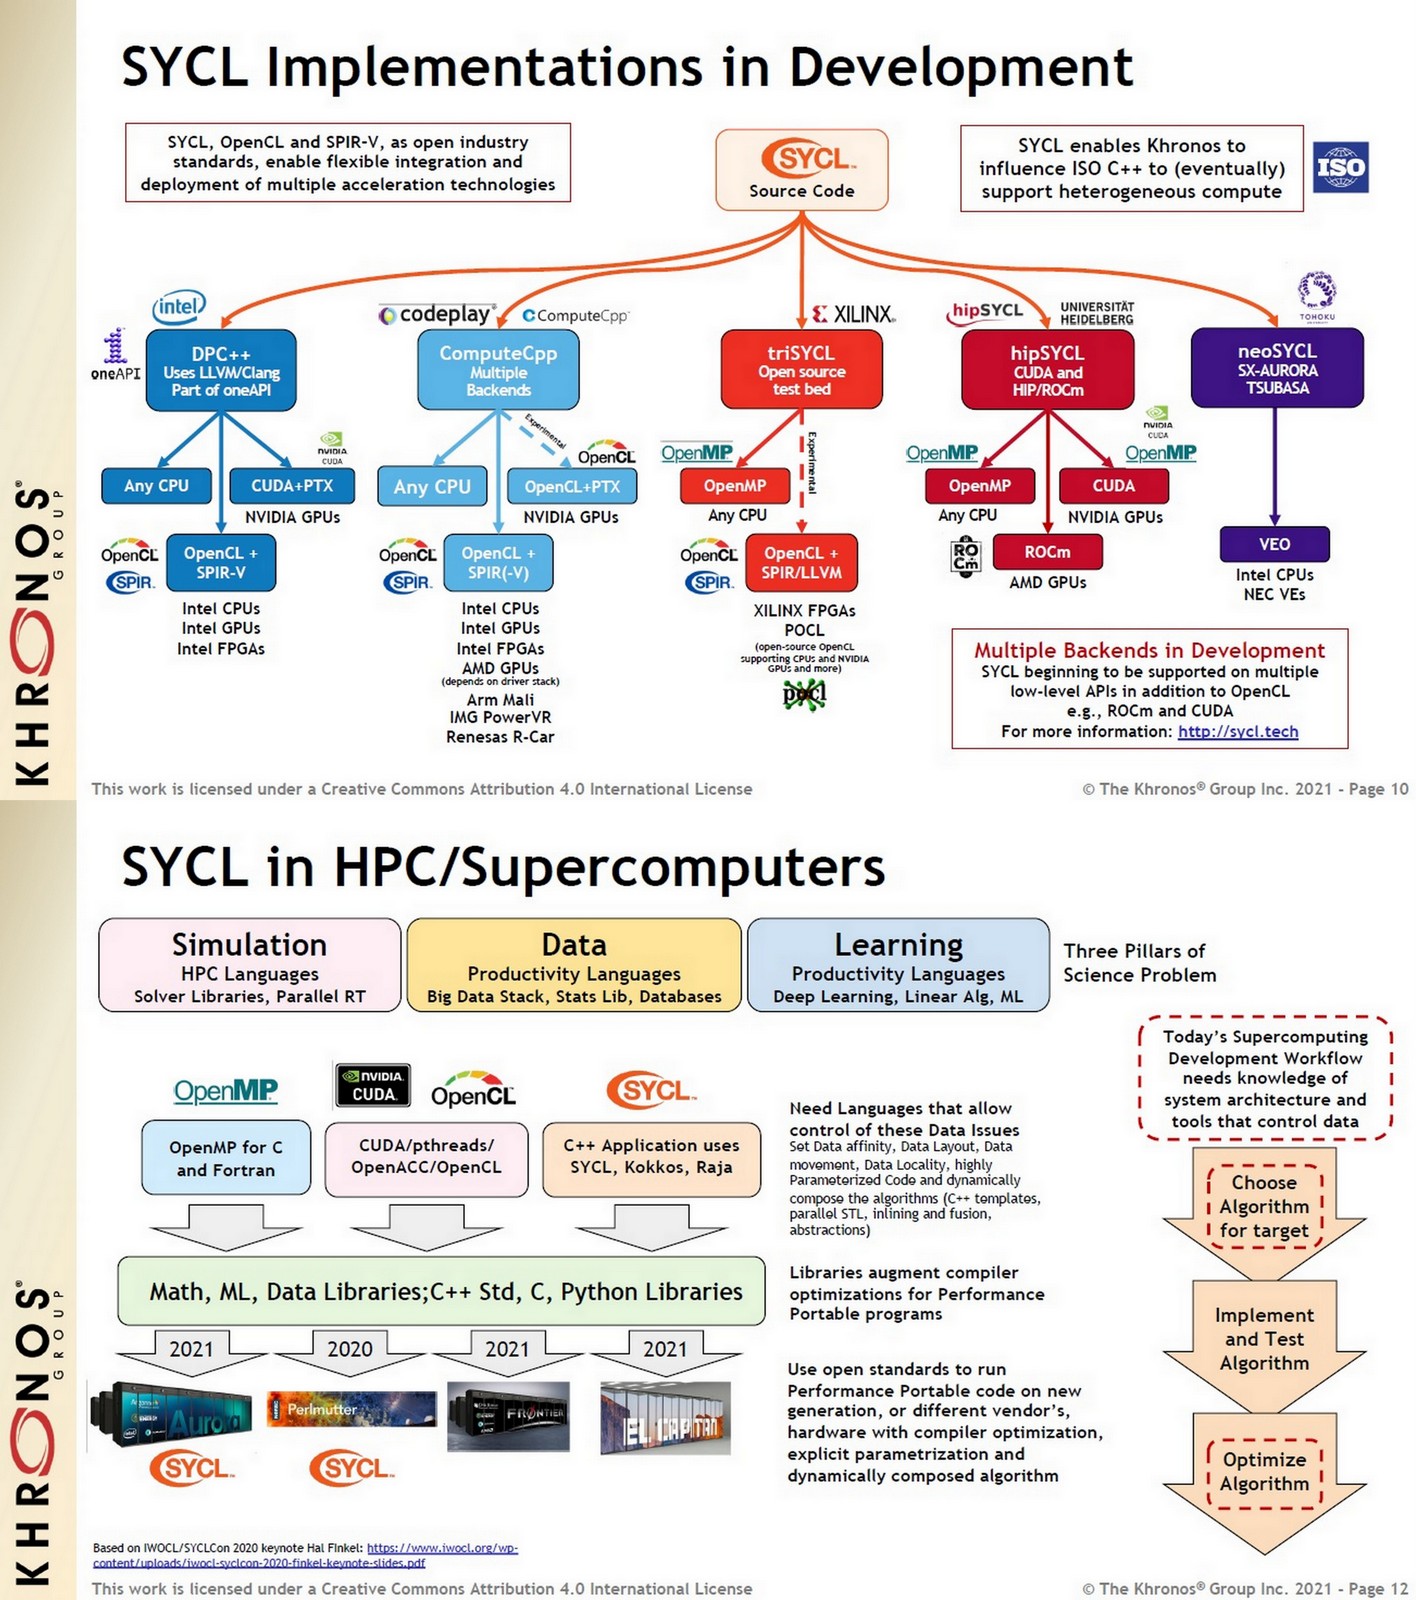 SYCL Implementations in Development
SYCL, OpenCL and SPIR-V, as open industry
standards, enable flexible integration and
deployment of multiple acceleration technologies
SYCL™
Source Code
SYCL enables Khronos to
influence ISO C++ to (eventually)
support heterogeneous compute
ISO
intel
oneAPI
DPC++
Uses LLVM/Clang
Part of oneAPI
Any CPU
NVIDIA
CUDA
CUDA+PTX
NVIDIA GPUs
OpenCL
SPIR™
OpenCL +
SPIR-V
Intel CPUs
Intel GPUs
Intel FPGAs
codeplay®
ComputeCpp™
ComputeCpp
Multiple
Backends
Experimental
Any CPU
OpenCL
OpenCL+PTX
NVIDIA GPUs
OpenCL
SPIR™
OpenCL +
SPIR(-V)
Intel CPUs
Intel GPUs
Intel FPGAs
AMD GPUs
(depends on driver stack)
Arm Mali
IMG PowerVR
Renesas R-Car
XILINX
triSYCL
Open source
test bed
Experimental
OpenMP
OpenMP
Any CPU
OpenCL
SPIR™
OpenCL +
SPIR/LLVM
XILINX FPGAs
POCL
(open-source OpenCL
supporting CPUs and NVIDIA
GPUs and more)
pocl
hipSYCL
UNIVERSITÄT
HEIDELBERG
hipSYCL
CUDA and
HIP/ROCm
OpenMP
OpenMP
Any CPU
NVIDIA
CUDA
OpenMP
CUDA
NVIDIA GPUs
ROCm
ROCm
AMD GPUs
TOHOKU
UNIVERSITY
neoSYCL
SX-AURORA
TSUBASA
VEO
Intel CPUs
NEC VEs
Multiple Backends in Development
SYCL beginning to be supported on multiple
low-level APIs in addition to OpenCL
e.g., ROCm and CUDA
For more information: http://sycl.tech
KHRONOS®
GROUP
This work is licensed under a Creative Commons Attribution 4.0 International License
© The Khronos® Group Inc. 2021 - Page 10
SYCL in HPC/Supercomputers
Simulation
HPC Languages
Solver Libraries, Parallel RT
Data
Productivity Languages
Big Data Stack, Stats Lib, Databases
Learning
Productivity Languages
Deep Learning, Linear Alg, ML
Three Pillars of
Science Problem
Today's Supercomputing
Development Workflow
needs knowledge of
system architecture and
tools that control data
OpenMP
NVIDIA.
CUDA.
OpenCL
SYCL™
OpenMP for C
and Fortran
CUDA/pthreads/
OpenACC/OpenCL
C++ Application uses
SYCL, Kokkos, Raja
Need Languages that allow
control of these Data Issues
Set Data affinity, Data Layout, Data
movement, Data Locality, highly
Parameterized Code and dynamically
compose the algorithms (C++ templates,
parallel STL, inlining and fusion,
abstractions)
Choose
Algorithm
for target
Math, ML, Data Libraries;C++ Std, C, Python Libraries
Libraries augment compiler
optimizations for Performance
Portable programs
Implement
and Test
Algorithm
2021
2020
2021
2021
Aurora
Perlmutter
FRONTIER
EL CAPITAN
SYCL™
SYCL™
Use open standards to run
Performance Portable code on new
generation, or different vendor's,
hardware with compiler optimization,
explicit parametrization and
dynamically composed algorithm
Optimize
Algorithm
Based on IWOCL/SYCLCon 2020 keynote Hal Finkel: https://www.iwocl.org/wp-
content/uploads/iwocl-syclcon-2020-finkel-keynote-slides.pdf
KHRONOS®
GROUP
This work is licensed under a Creative Commons Attribution 4.0 International License
© The Khronos® Group Inc. 2021 - Page 12